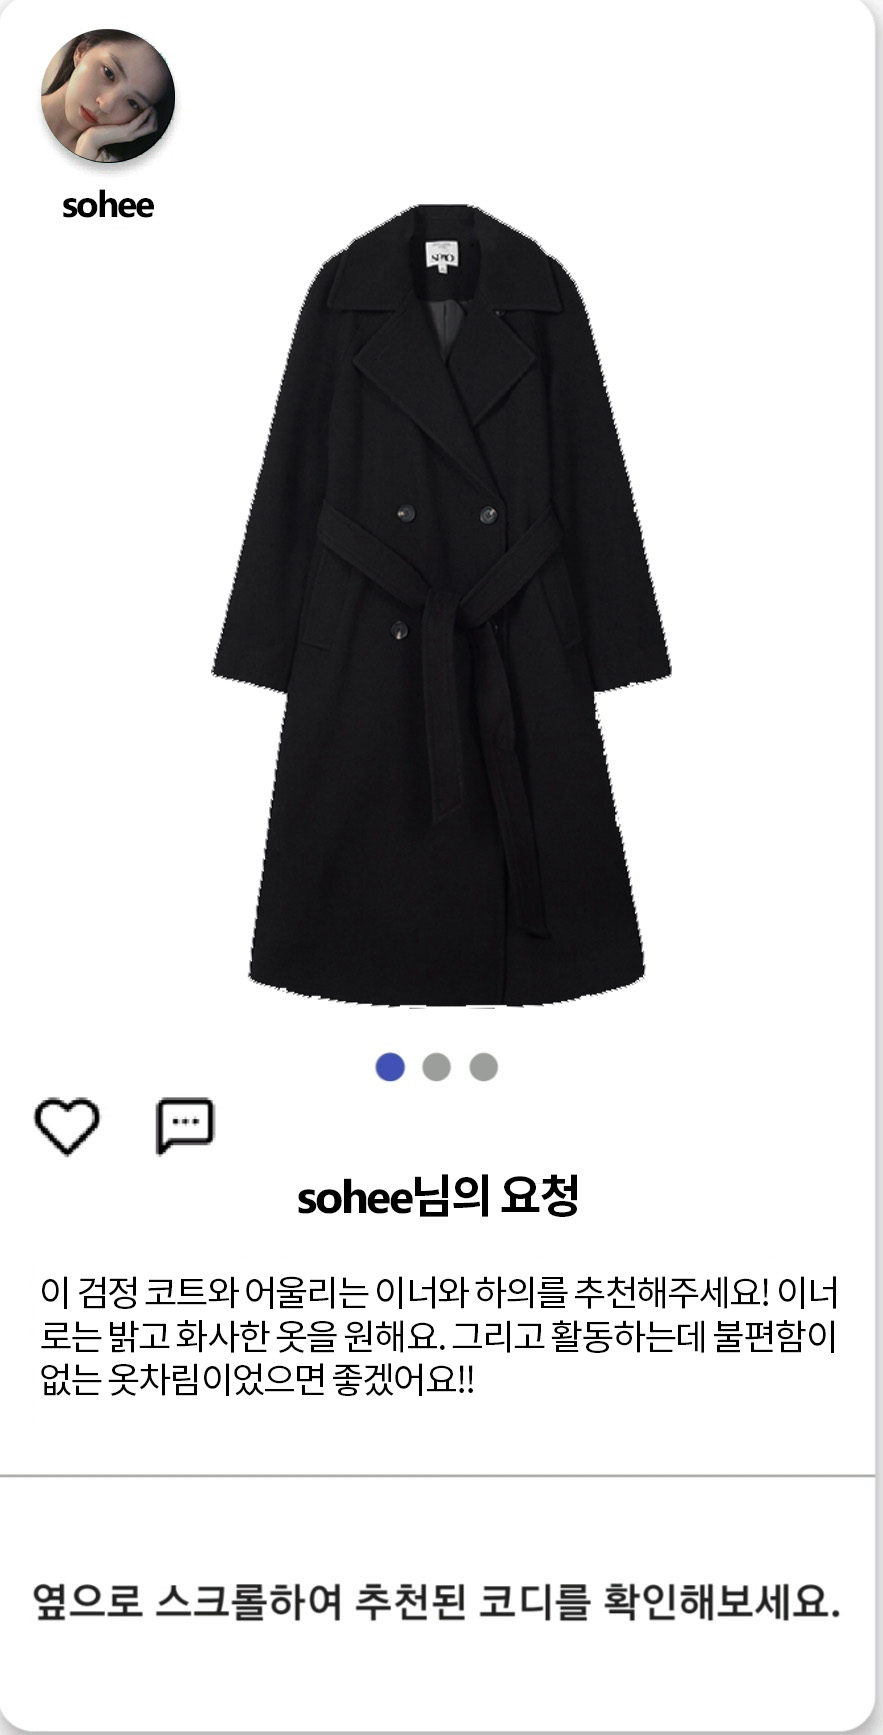 sohee
SPAO
sohee님의 요청
이 검정 코트와 어울리는 이너와 하의를 추천해주세요! 이너
로는 밝고 화사한 옷을 원해요. 그리고 활동하는데 불편함이
없는 옷차림이었으면 좋겠어요!!
옆으로 스크롤하여 추천된 코디를 확인해보세요.